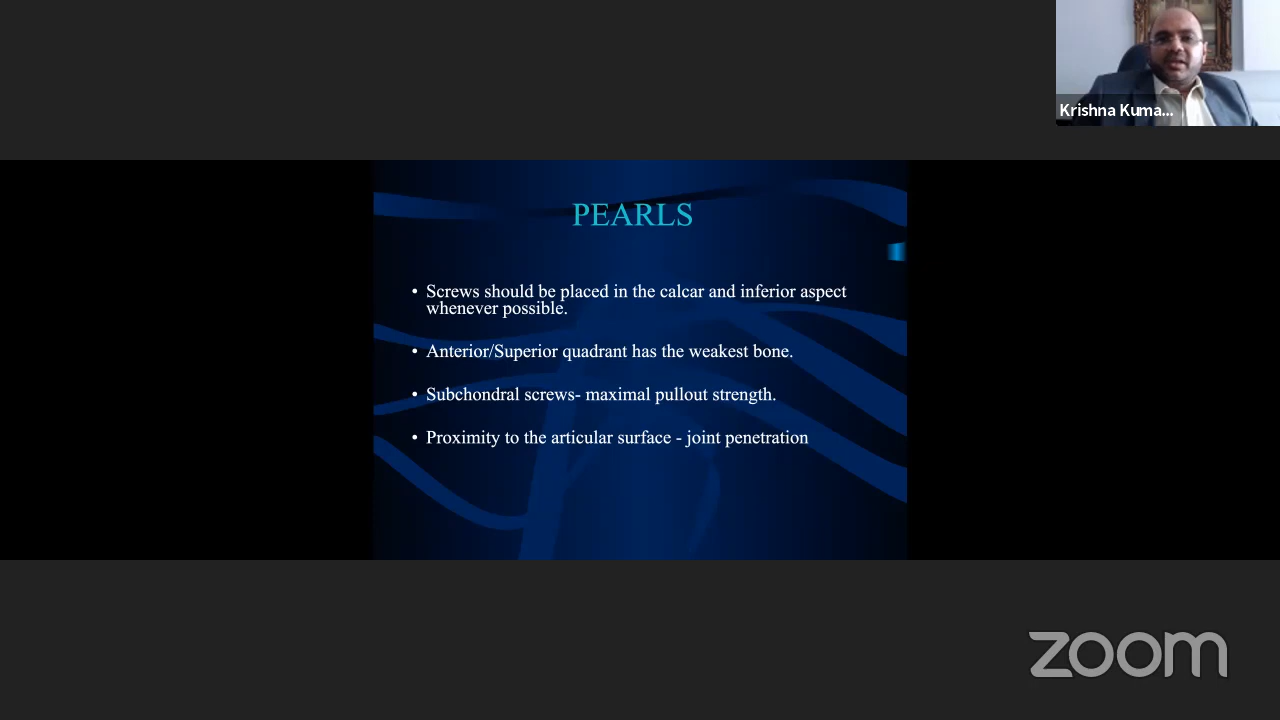 Krishna Kuma...
PEARLS
• Screws should be placed in the calcar and inferior aspect
whenever possible.
• Anterior/Superior quadrant has the weakest bone.
• Subchondral screws- maximal pullout strength.
• Proximity to the articular surface - joint penetration
zoom